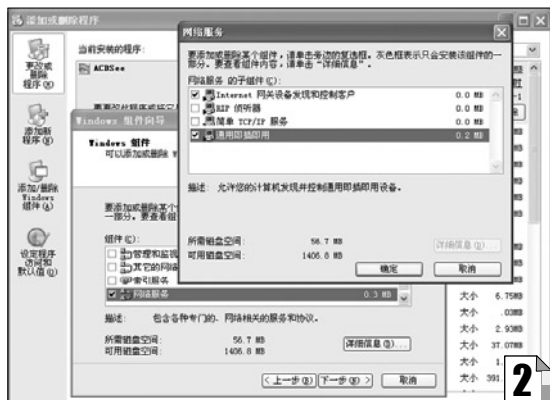 添加或删除程序
更改或
删除
程序(H)
添加新
程序(N)
添加/删除
Windows
组件(A)
设定程序
访问和
默认值(O)
当前安装的程序:
ACDSee
Windows 组件向导
Windows 组件
可以添加或删除 W
要添加或删除某个
一部分。要查看组
组件(C):
管理和监视
其它的网络
索引服务
网络服务
0.3 MB
描述: 包含各种专门的、网络相关的服务和协议。
所需磁盘空间: 56.7 MB
可用磁盘空间: 1406.8 MB
详细信息(D)...
< 上一步(B)
下一步(N) >
取消
网络服务
要添加或删除某个组件,请单击旁边的复选框。灰色框表示只会安装该组件的一
部分。要查看组件内容,请单击“详细信息”。
网络服务 的子组件(C):
Internet 网关设备发现和控制客户 0.0 MB
RIP 侦听器 0.0 MB
简单 TCP/IP 服务 0.0 MB
通用即插即用 0.2 MB
描述: 允许您的计算机发现并控制通用即插即用设备。
所需磁盘空间: 56.7 MB
可用磁盘空间: 1406.8 MB
详细信息(D)
确定
取消
大小 6.75MB
大小 .03MB
大小 2.93MB
大小 37.07MB
大小 1.
大小 391.
2